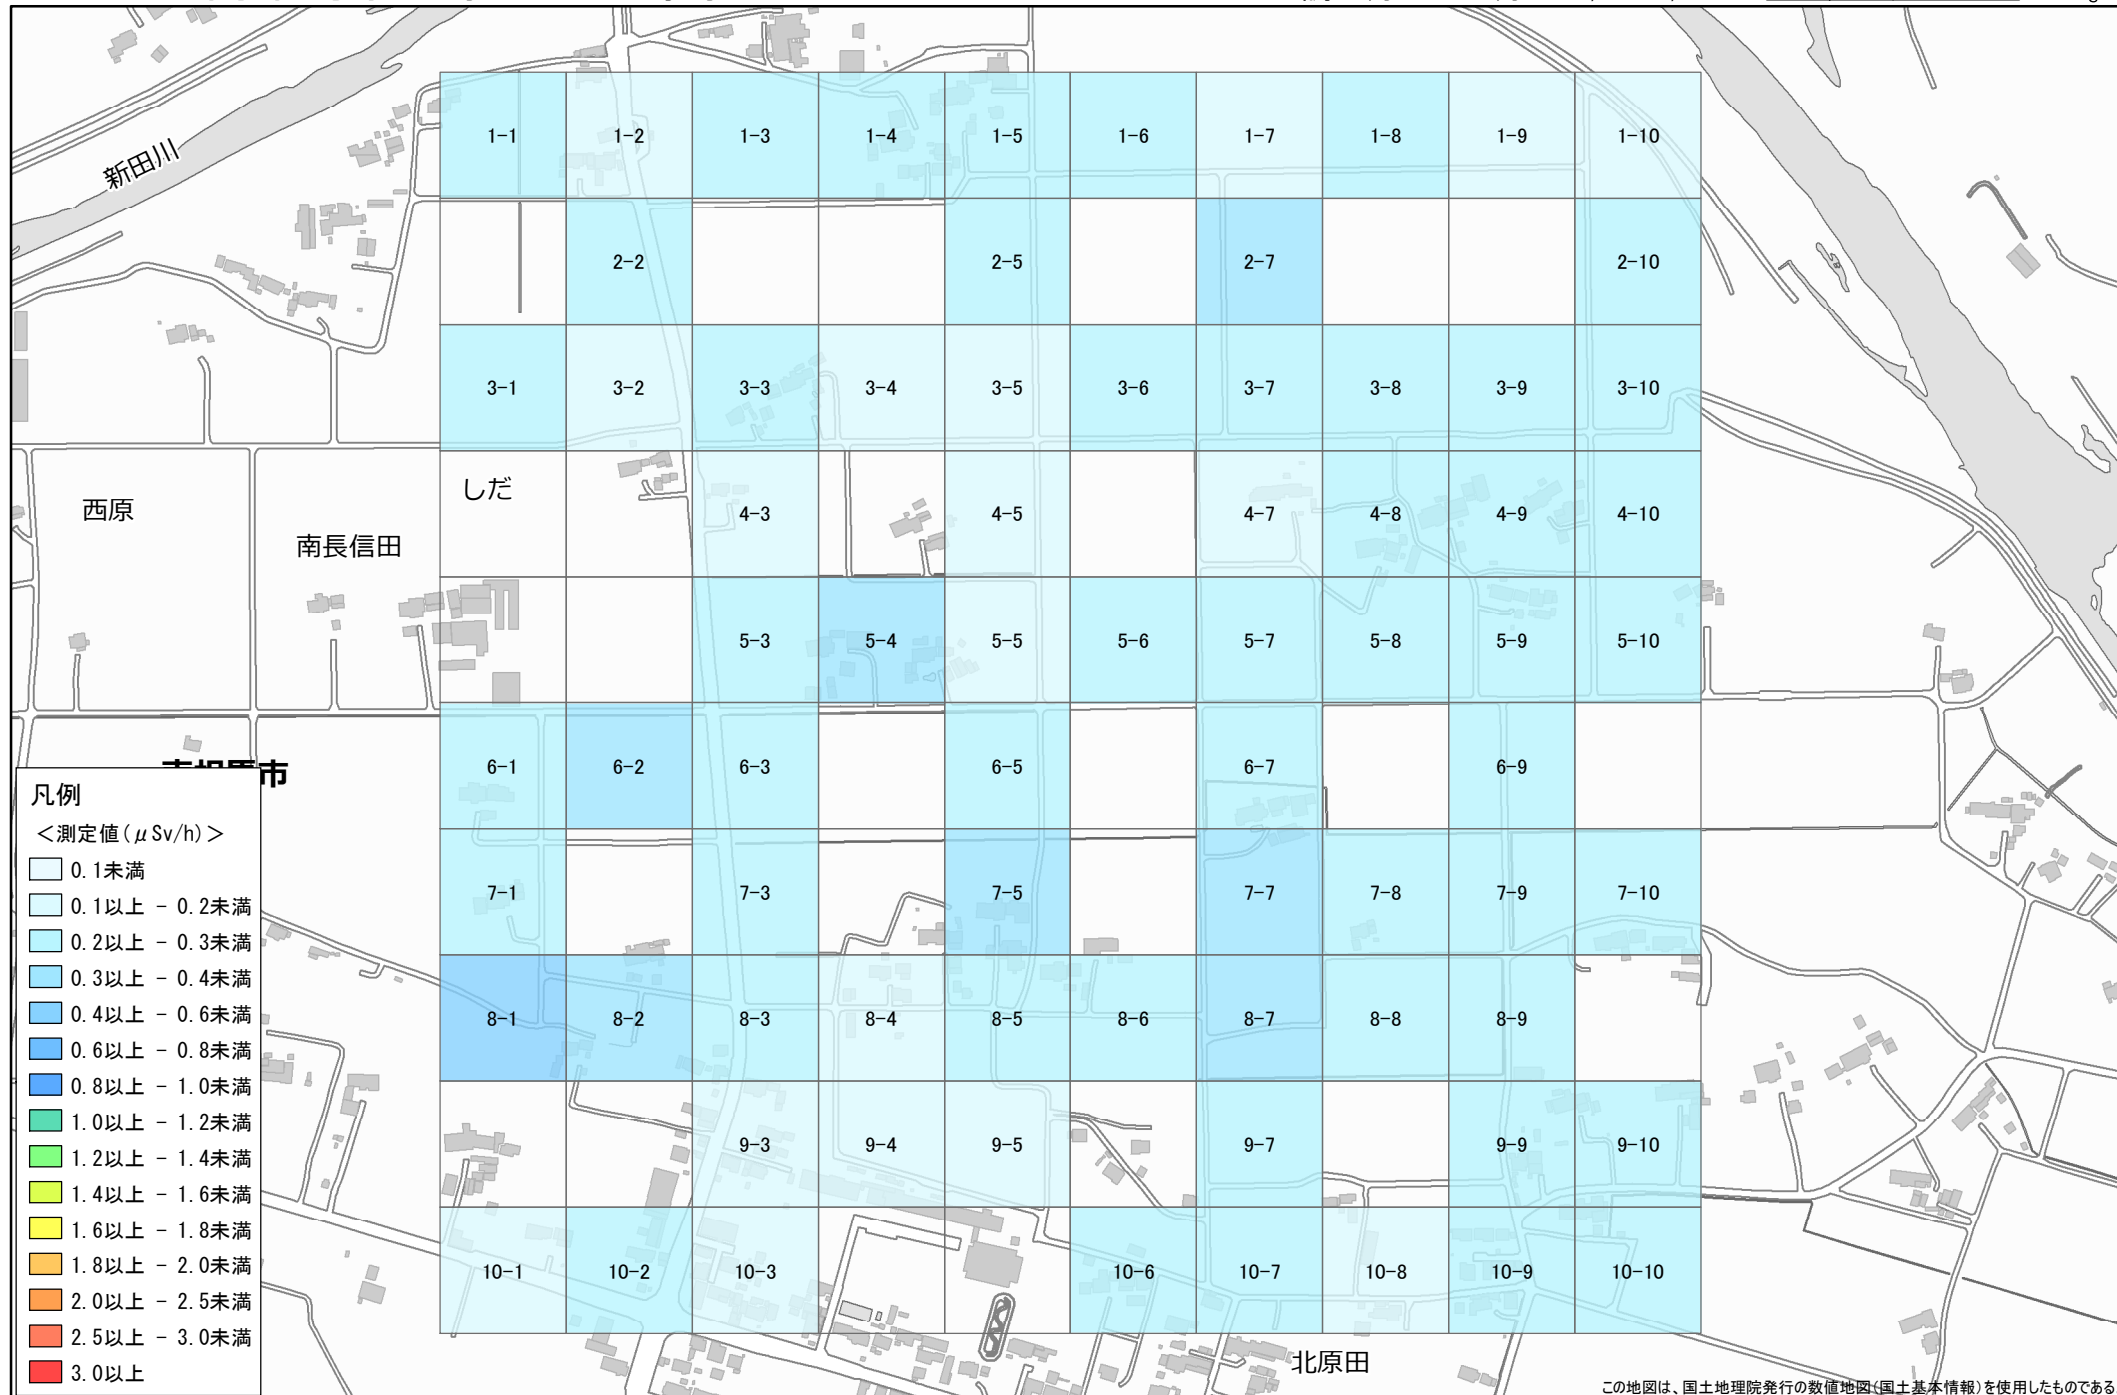 新田川
1-1 1-2 1-3 1-4 1-5 1-6 1-7 1-8 1-9 1-10
2-2 2-5 2-7 2-10
3-1 3-2 3-3 3-4 3-5 3-6 3-7 3-8 3-9 3-10
しだ
西原
南長信田
4-3 4-5 4-7 4-8 4-9 4-10
5-3 5-4 5-5 5-6 5-7 5-8 5-9 5-10
6-1 6-2 6-3 6-5 6-7 6-9
市
7-1 7-3 7-5 7-7 7-8 7-9 7-10
8-1 8-2 8-3 8-4 8-5 8-6 8-7 8-8 8-9
9-3 9-4 9-5 9-7 9-9 9-10
10-1 10-2 10-3 10-6 10-7 10-8 10-9 10-10
北原田
凡例
＜測定値(μSv/h)＞
0.1未満
0.1以上 - 0.2未満
0.2以上 - 0.3未満
0.3以上 - 0.4未満
0.4以上 - 0.6未満
0.6以上 - 0.8未満
0.8以上 - 1.0未満
1.0以上 - 1.2未満
1.2以上 - 1.4未満
1.4以上 - 1.6未満
1.6以上 - 1.8未満
1.8以上 - 2.0未満
2.0以上 - 2.5未満
2.5以上 - 3.0未満
3.0以上
この地図は、国土地理院発行の数値地図(国土基本情報)を使用したものである